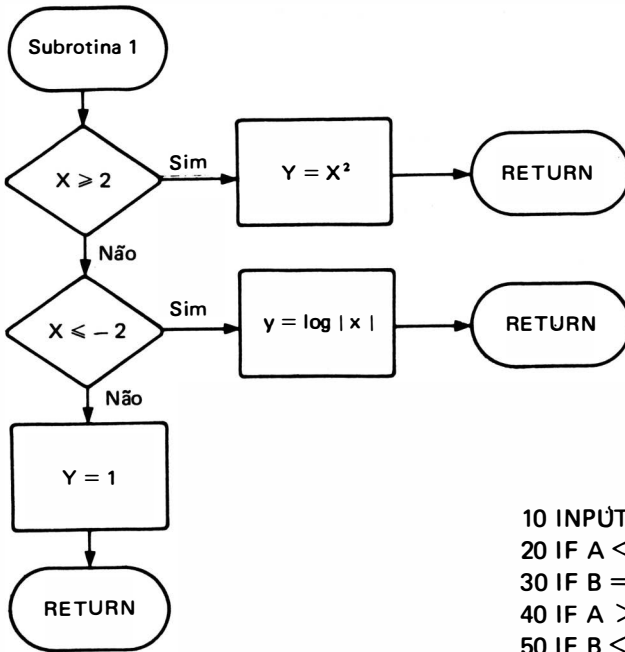 Subrotina 1
X ⩾ 2
Sim
Y = X²
RETURN
Não
X ⩽ – 2
Sim
y = log | x |
RETURN
Não
Y = 1
RETURN
10 INPUT
20 IF A <
30 IF B =
40 IF A >
50 IF B <